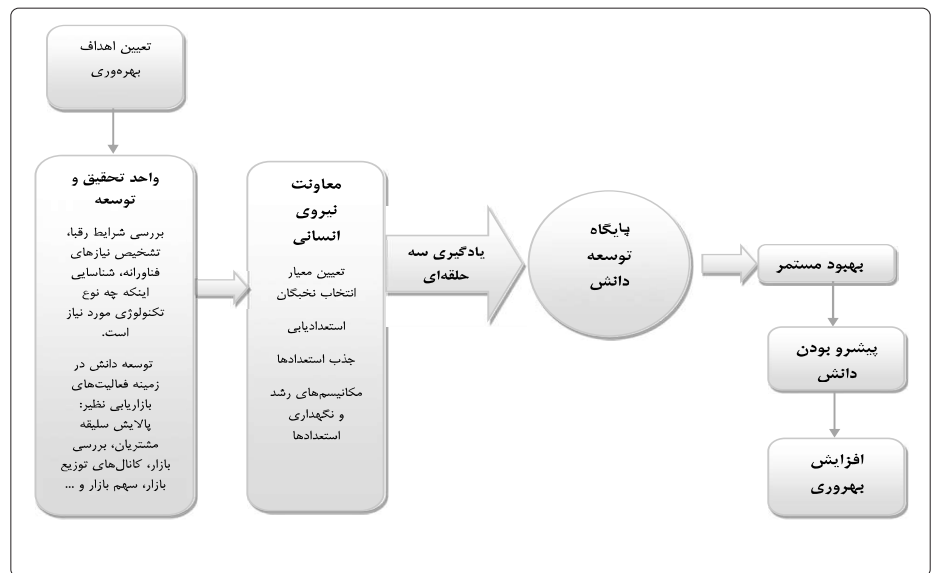 تعیین اهداف
بهره‌وری
واحد تحقیق و
توسعه
بررسی شرایط رقبا،
تشخیص نیازهای
فناورانه، شناسایی
اینکه چه نوع
تکنولوژی مورد نیاز
است.
توسعه دانش در
زمینه فعالیت‌های
بازاریابی نظیر:
پالایش سلیقه
مشتریان، بررسی
بازار، کانال‌های توزیع
بازار، سهم بازار و ...
معاونت
نیروی
انسانی
تعیین معیار
انتخاب نخبگان
استعدادیابی
جذب استعدادها
مکانیسم‌های رشد
و نگهداری
استعدادها
یادگیری سه
حلقه‌ای
پایگاه
توسعه
دانش
بهبود مستمر
پیشرو بودن
دانش
افزایش
بهروری